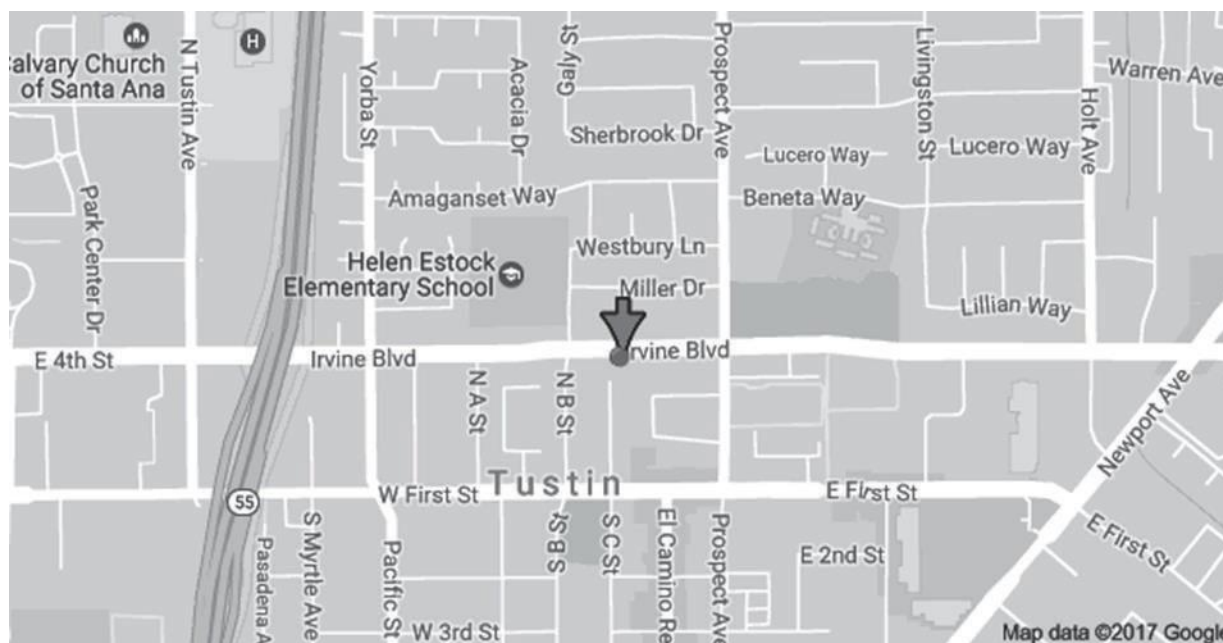 alvary Church
of Santa Ana
H
N Tustin Ave
Yorba St
Acacia Dr
Galy St
Prospect Ave
Livingston St
Holt Ave
Warren Ave
Sherbrook Dr
Lucero Way
Lucero Way
Park Center Dr
Amaganset Way
Beneta Way
Westbury Ln
Helen Estock
Elementary School
Miller Dr
Lillian Way
E 4th St
Irvine Blvd
rvine Blvd
N A St
N B St
Newport Ave
Tustin
W First St
E First St
55
S Myrtle Ave
Pasadena A
Pacific St
S B St
S C St
El Camino Re
Prospect Ave
E 2nd St
E First St
W 3rd St
Map data ©2017 Google